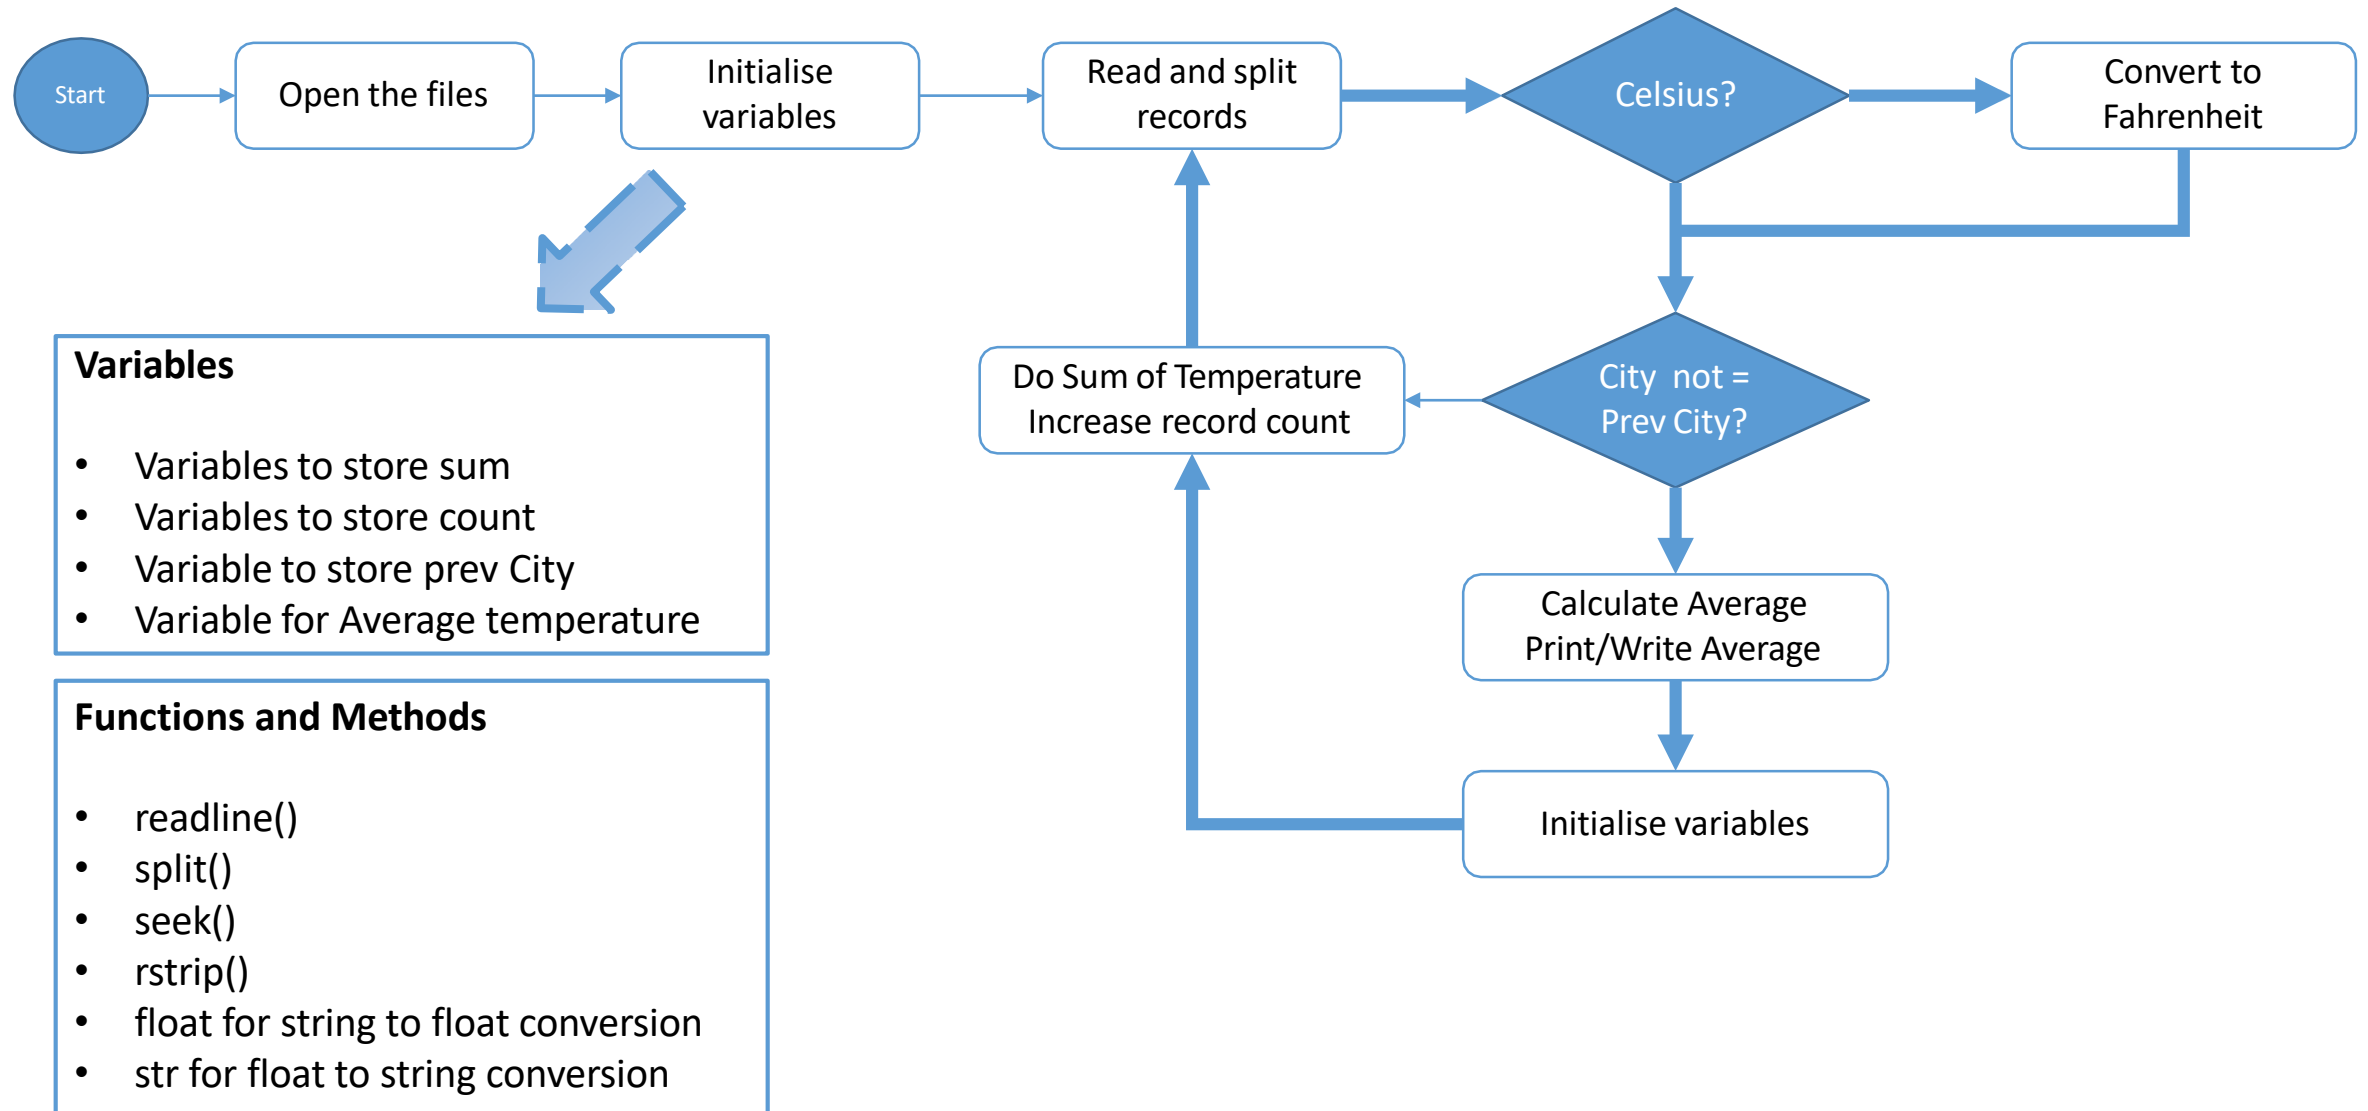 Start
Open the files
Initialise
variables
Read and split
records
Celsius?
Convert to
Fahrenheit
Do Sum of Temperature
Increase record count
City not =
Prev City?
Calculate Average
Print/Write Average
Initialise variables
Variables
• Variables to store sum
• Variables to store count
• Variable to store prev City
• Variable for Average temperature
Functions and Methods
• readline()
• split()
• seek()
• rstrip()
• float for string to float conversion
• str for float to string conversion